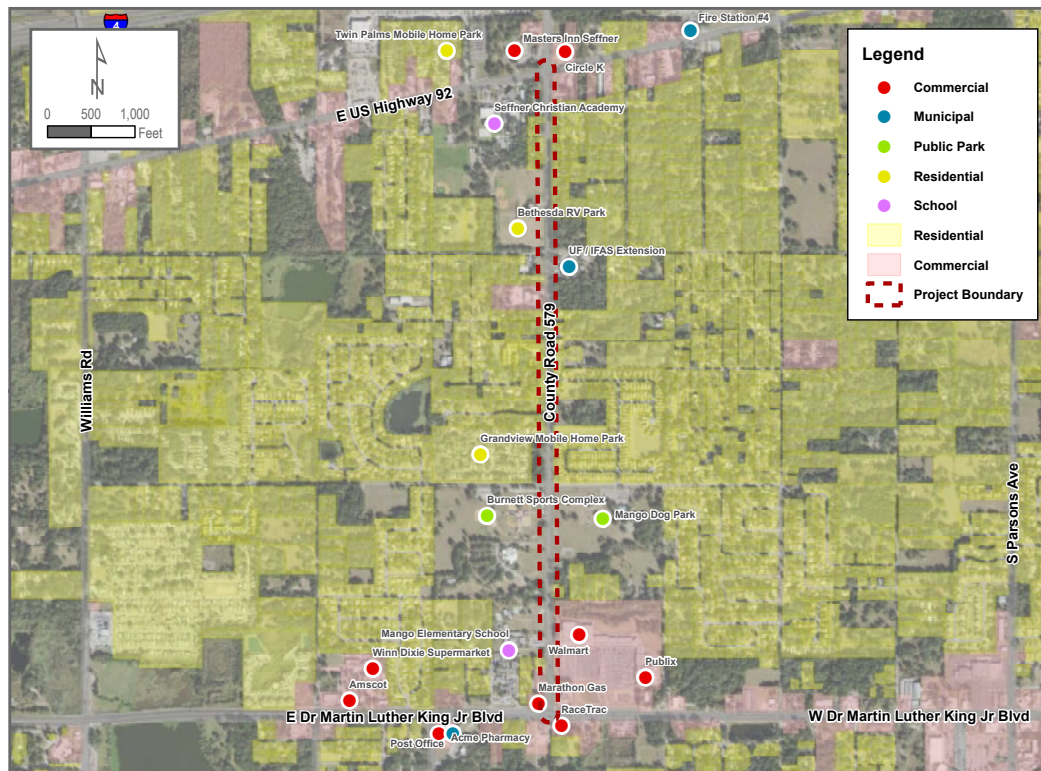 4
Twin Palms Mobile Home Park
Masters Inn Seffner
Fire Station #4
Circle K
N
0 500 1,000
Feet
E US Highway 92
Seffner Christian Academy
Legend
Commercial
Municipal
Public Park
Residential
School
Residential
Commercial
Project Boundary
Bethesda RV Park
UF / IFAS Extension
County Road 579
Williams Rd
Grandview Mobile Home Park
Burnett Sports Complex
Mango Dog Park
S Parsons Ave
Mango Elementary School
Winn Dixie Supermarket
Walmart
Publix
Amscot
Marathon Gas
RaceTrac
E Dr Martin Luther King Jr Blvd
W Dr Martin Luther King Jr Blvd
Post Office
Acme Pharmacy